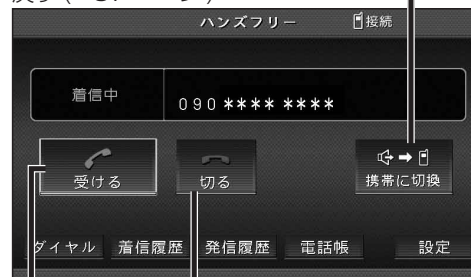 ハンズフリー 接続
着信中 090 **** ****
受ける 切る 携帯に切換
ダイヤル 着信履歴 発信履歴 電話帳 設定